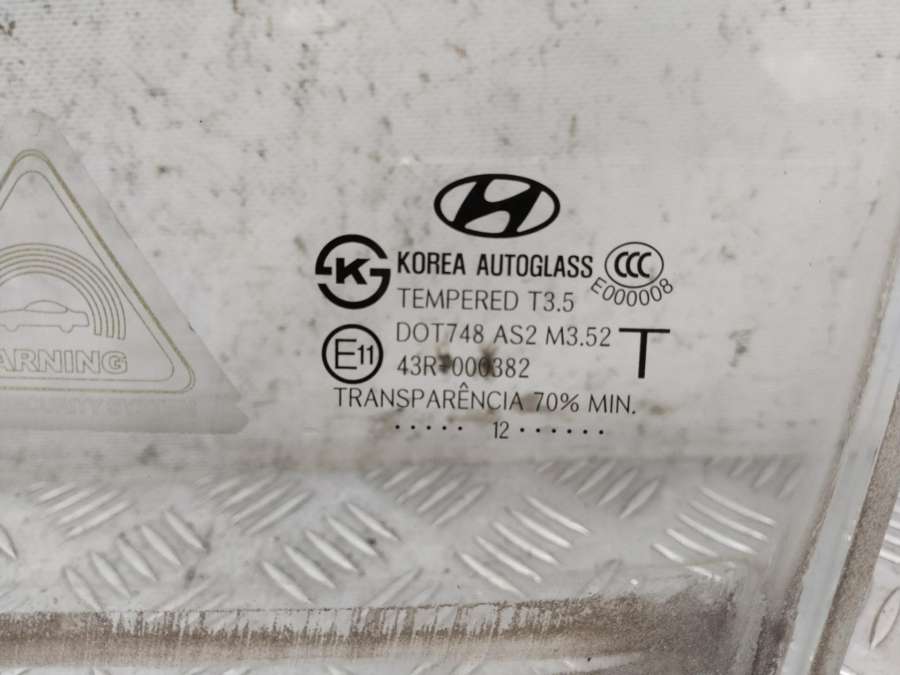 K
KOREA AUTOGLASS
CCC
E000008
TEMPERED T3.5
DOT748 AS2 M3.52
T
E11
43R-000382
TRANSPARÊNCIA 70% MIN.
····· 12 ······
ARNING